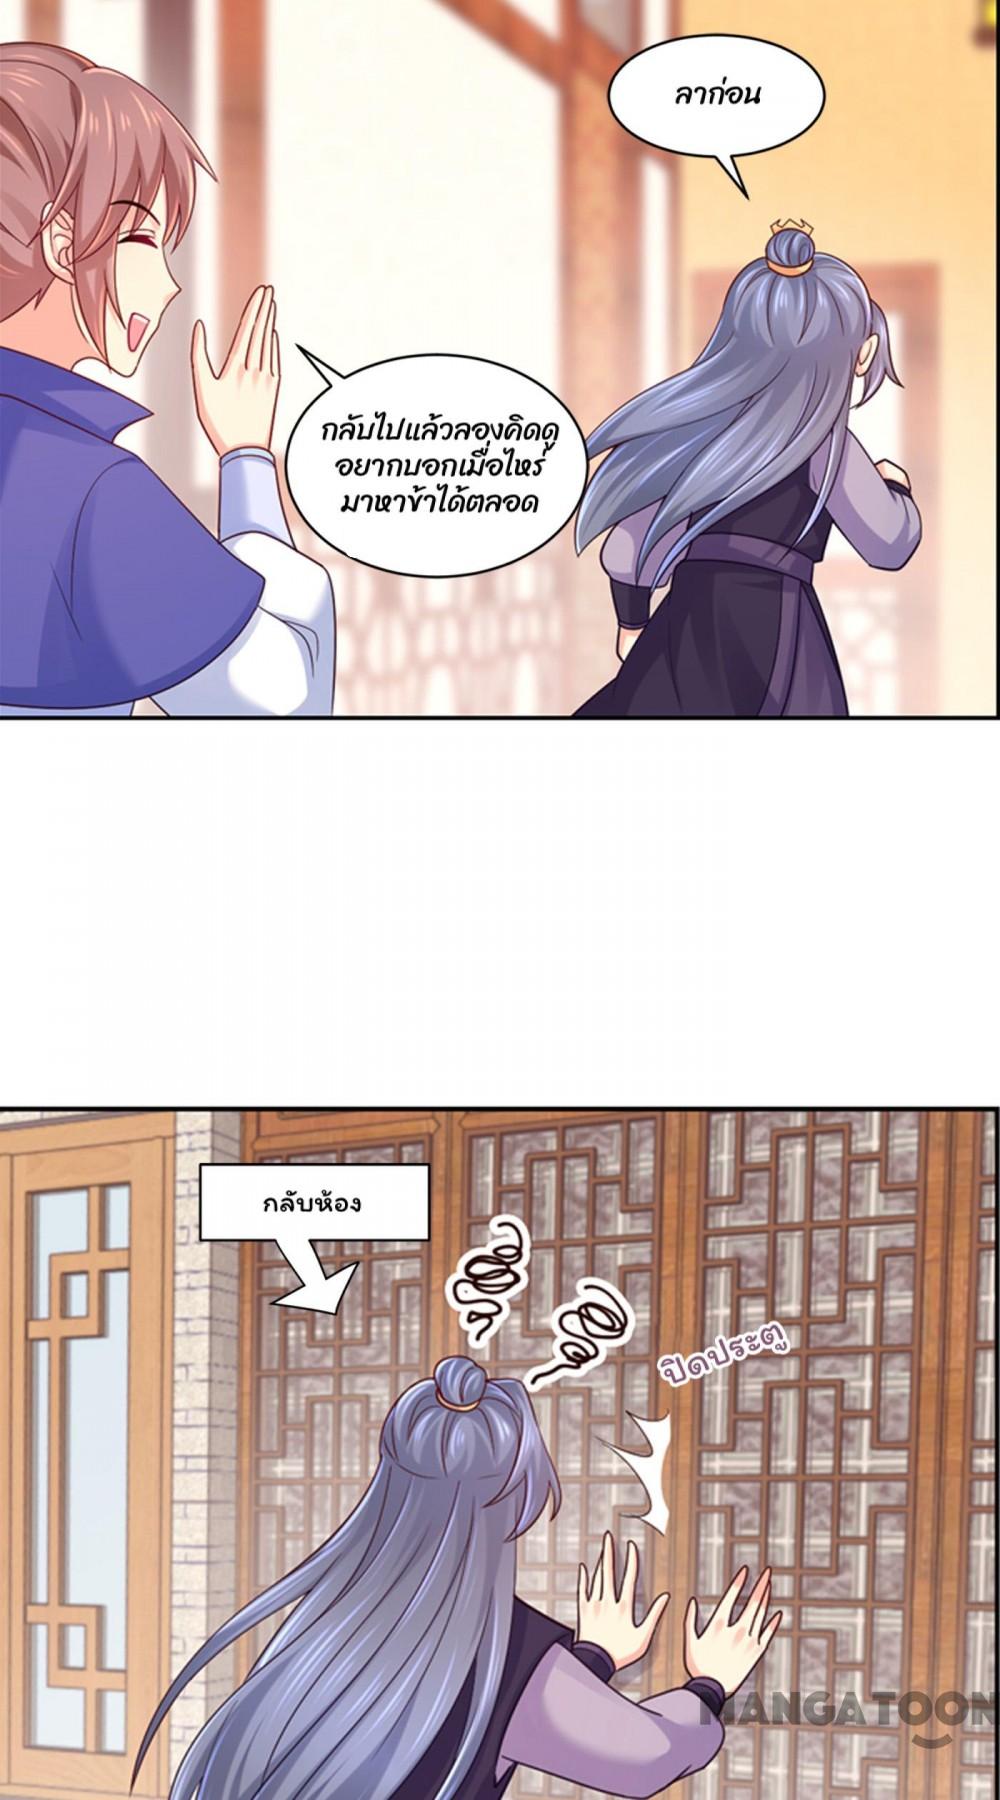 ลาก่อน
กลับไปแล้วลองคิดดู
อยากบอกเมื่อไหร่
มาหาข้าได้ตลอด
กลับห้อง
ปิดประตู
MANGATOON